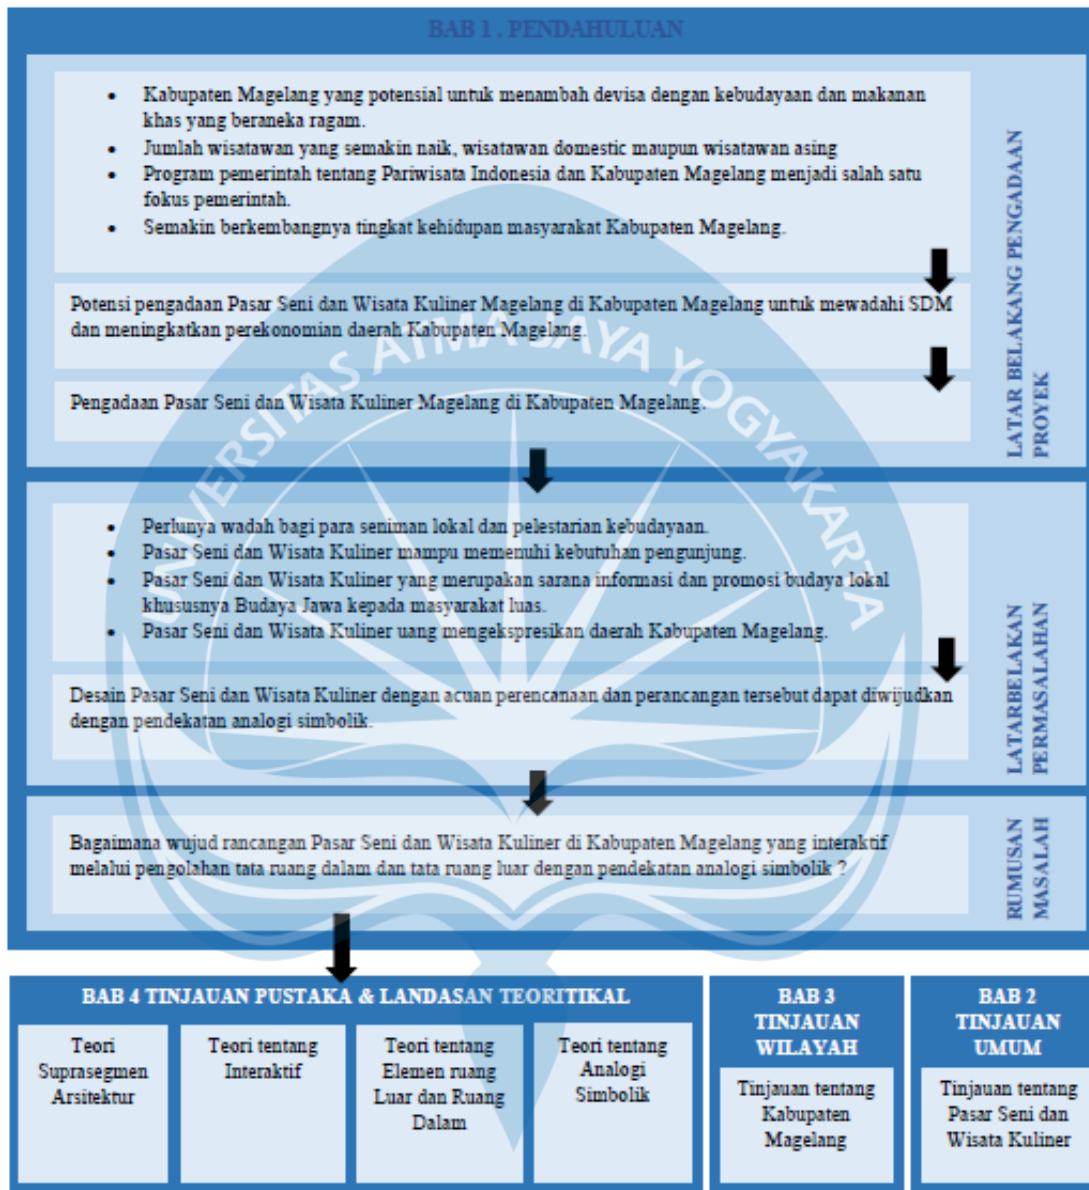 BAB 1 . PENDAHULUAN
• Kabupaten Magelang yang potensial untuk menambah devisa dengan kebudayaan dan makanan
khas yang beraneka ragam.
• Jumlah wisatawan yang semakin naik, wisatawan domestic maupun wisatawan asing
• Program pemerintah tentang Pariwisata Indonesia dan Kabupaten Magelang menjadi salah satu
fokus pemerintah.
• Semakin berkembangnya tingkat kehidupan masyarakat Kabupaten Magelang.
Potensi pengadaan Pasar Seni dan Wisata Kuliner Magelang di Kabupaten Magelang untuk mewadahi SDM
dan meningkatkan perekonomian daerah Kabupaten Magelang.
Pengadaan Pasar Seni dan Wisata Kuliner Magelang di Kabupaten Magelang.
LATAR BELAKANG PENGADAAN
PROYEK
• Perlunya wadah bagi para seniman lokal dan pelestarian kebudayaan.
• Pasar Seni dan Wisata Kuliner mampu memenuhi kebutuhan pengunjung.
• Pasar Seni dan Wisata Kuliner yang merupakan sarana informasi dan promosi budaya lokal
khususnya Budaya Jawa kepada masyarakat luas.
• Pasar Seni dan Wisata Kuliner uang mengekspresikan daerah Kabupaten Magelang.
Desain Pasar Seni dan Wisata Kuliner dengan acuan perencanaan dan perancangan tersebut dapat diwijudkan
dengan pendekatan analogi simbolik.
LATARBELAKAN
PERMASALAHAN
Bagaimana wujud rancangan Pasar Seni dan Wisata Kuliner di Kabupaten Magelang yang interaktif
melalui pengolahan tata ruang dalam dan tata ruang luar dengan pendekatan analogi simbolik ?
RUMUSAN
MASALAH
UNIVERSITAS ATMA JAYA YOGYAKARTA
BAB 4 TINJAUAN PUSTAKA & LANDASAN TEORITIKAL
Teori
Suprasegmen
Arsitektur
Teori tentang
Interaktif
Teori tentang
Elemen ruang
Luar dan Ruang
Dalam
Teori tentang
Analogi
Simbolik
BAB 3
TINJAUAN
WILAYAH
Tinjauan tentang
Kabupaten
Magelang
BAB 2
TINJAUAN
UMUM
Tinjauan tentang
Pasar Seni dan
Wisata Kuliner